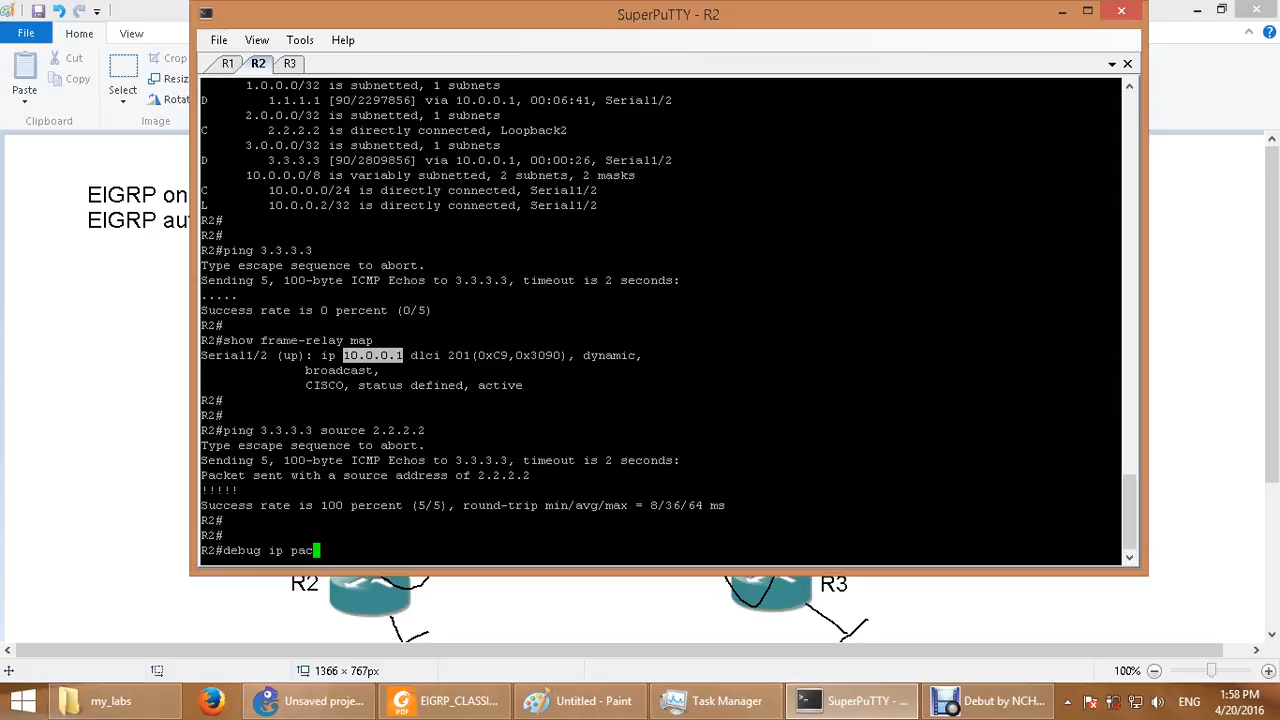 SuperPuTTY - R2
File Home View
File View Tools Help
Cut
Copy
Paste
Clipboard
Select
Crop
Resiz
Rotat
Image
R1 R2 R3
1.0.0.0/32 is subnetted, 1 subnets
D 1.1.1.1 [90/2297856] via 10.0.0.1, 00:06:41, Serial1/2
2.0.0.0/32 is subnetted, 1 subnets
C 2.2.2.2 is directly connected, Loopback2
3.0.0.0/32 is subnetted, 1 subnets
D 3.3.3.3 [90/2809856] via 10.0.0.1, 00:00:26, Serial1/2
10.0.0.0/8 is variably subnetted, 2 subnets, 2 masks
C 10.0.0.0/24 is directly connected, Serial1/2
L 10.0.0.2/32 is directly connected, Serial1/2
R2#
R2#
R2#ping 3.3.3.3
Type escape sequence to abort.
Sending 5, 100-byte ICMP Echos to 3.3.3.3, timeout is 2 seconds:
.....
Success rate is 0 percent (0/5)
R2#
R2#show frame-relay map
Serial1/2 (up): ip 10.0.0.1 dlci 201(0xC9,0x3090), dynamic,
broadcast,
CISCO, status defined, active
R2#
R2#
R2#ping 3.3.3.3 source 2.2.2.2
Type escape sequence to abort.
Sending 5, 100-byte ICMP Echos to 3.3.3.3, timeout is 2 seconds:
Packet sent with a source address of 2.2.2.2
!!!!!
Success rate is 100 percent (5/5), round-trip min/avg/max = 8/36/64 ms
R2#
R2#
R2#debug ip pac
EIGRP on
EIGRP aut
R2 R3
1366 × 767px 100%
my_labs Unsaved proje... EIGRP_CLASSI... Untitled - Paint Task Manager SuperPuTTY - ... Debut by NCH... ENG 1:58 PM
4/20/2016